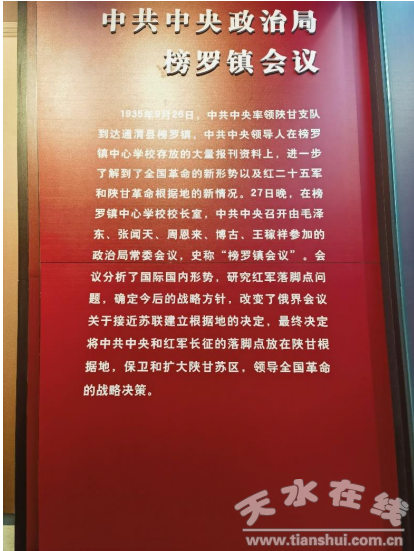 中共中央政治局
榜罗镇会议
1935年9月26日，中共中央率领陕甘支队
到达通渭县榜罗镇，中共中央领导人在榜罗
镇中心学校存放的大量报刊资料上，进一步
了解到了全国革命的新形势以及红二十五军
和陕甘革命根据地的新情况。27日晚，在榜
罗镇中心学校校长室，中共中央召开由毛泽
东、张闻天、周恩来、博古、王稼祥参加的
政治局常委会议，史称“榜罗镇会议”。会
议分析了国际国内形势，研究红军落脚点问
题，确定今后的战略方针，改变了俄界会议
关于接近苏联建立根据地的决定，最终决定
将中共中央和红军长征的落脚点放在陕甘根
据地，保卫和扩大陕甘苏区，领导全国革命
的战略决策。
天水在线
www.tianshui.com.cn